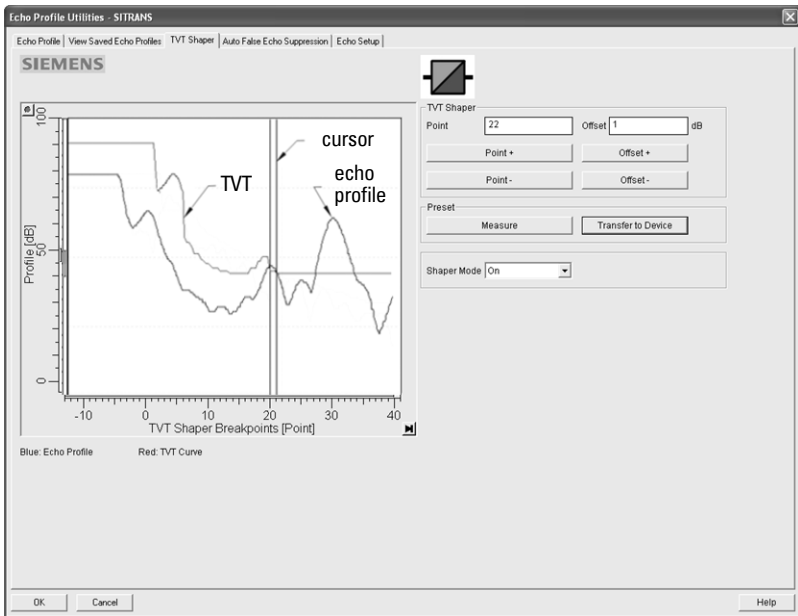 Echo Profile Utilities - SITRANS
Echo Profile
View Saved Echo Profiles
TVT Shaper
Auto False Echo Suppression
Echo Setup
SIEMENS
100
50
0
Profile [dB]
cursor
TVT
echo
profile
-10
0
10
20
30
40
TVT Shaper Breakpoints [Point]
Blue: Echo Profile
Red: TVT Curve
TVT Shaper
Point
22
Offset
1
dB
Point +
Offset +
Point -
Offset -
Preset
Measure
Transfer to Device
Shaper Mode
On
OK
Cancel
Help